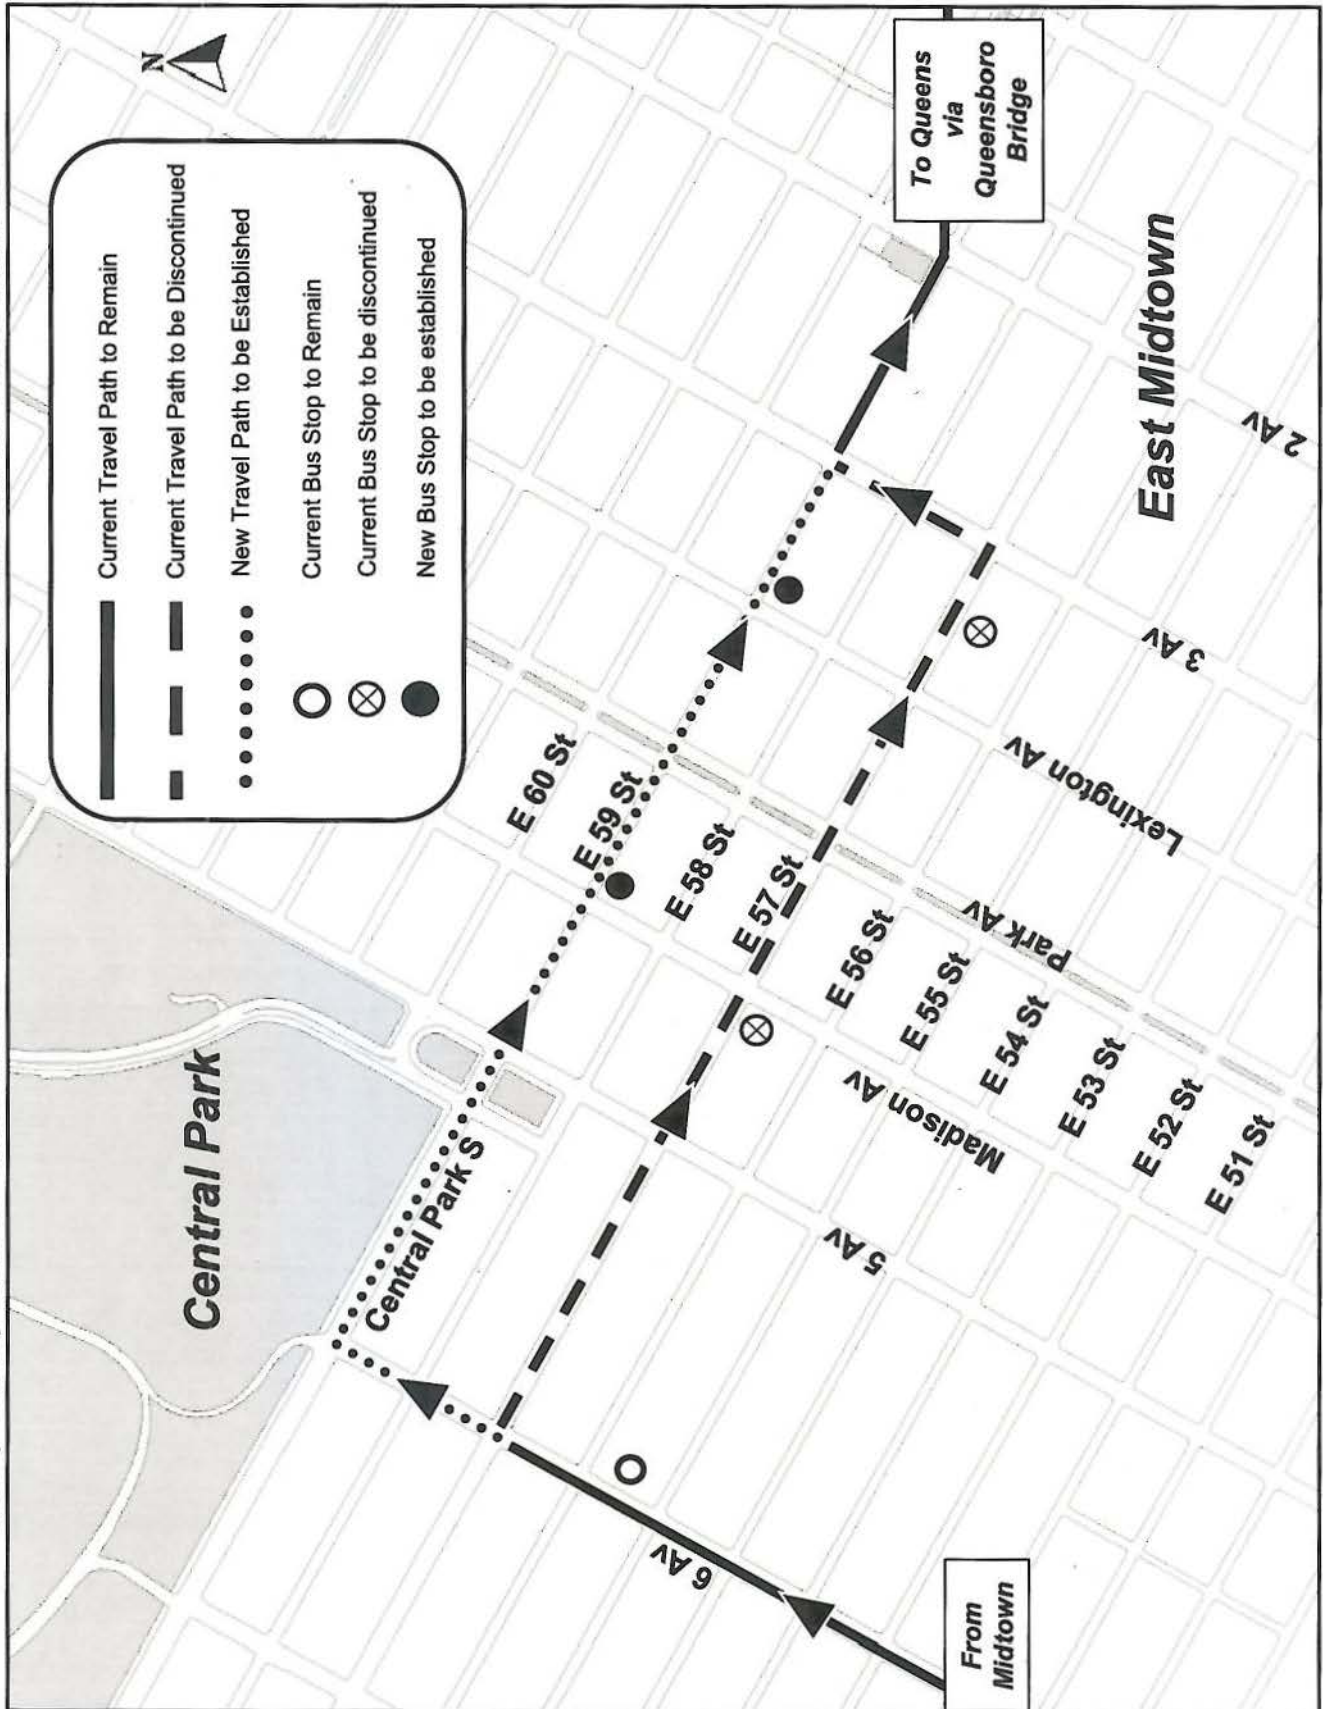 N
Current Travel Path to Remain
Current Travel Path to be Discontinued
New Travel Path to be Established
Current Bus Stop to Remain
Current Bus Stop to be discontinued
New Bus Stop to be established
Central Park
Central Park S
E 60 St
E 59 St
E 58 St
E 57 St
E 56 St
E 55 St
E 54 St
E 53 St
E 52 St
E 51 St
6 Av
5 Av
Madison Av
Park Av
Lexington Av
3 Av
2 Av
East Midtown
From
Midtown
To Queens
via
Queensboro
Bridge